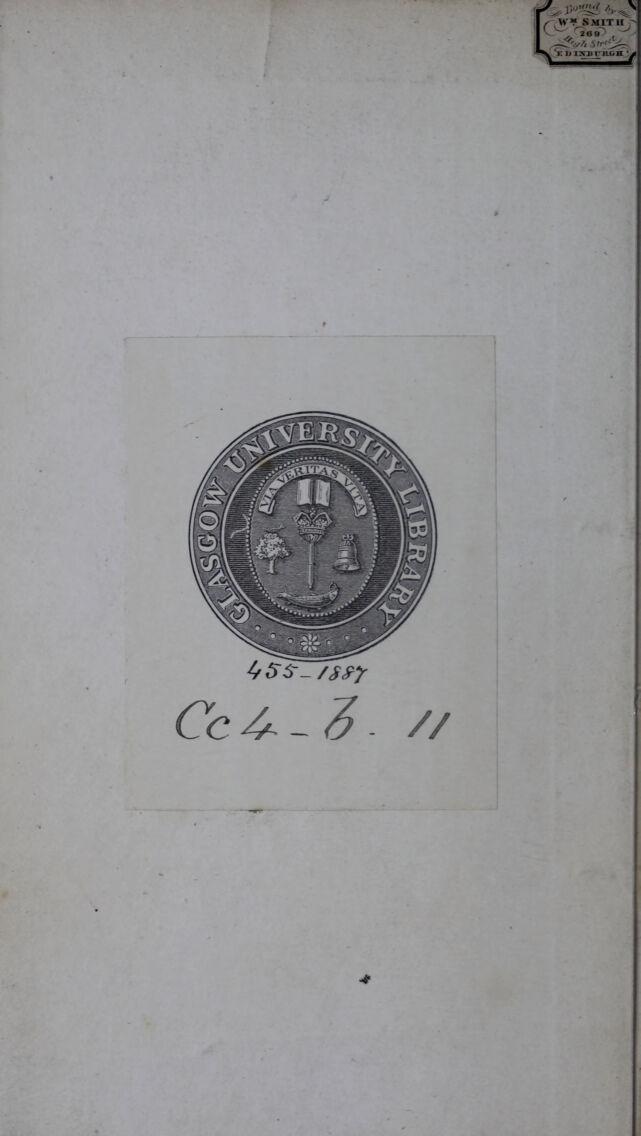 Bound by
WM SMITH
269
High Street
EDINBURGH
GLASGOW UNIVERSITY LIBRARY
VIA VERITAS VITA
455-1887
Cc4-b. 11